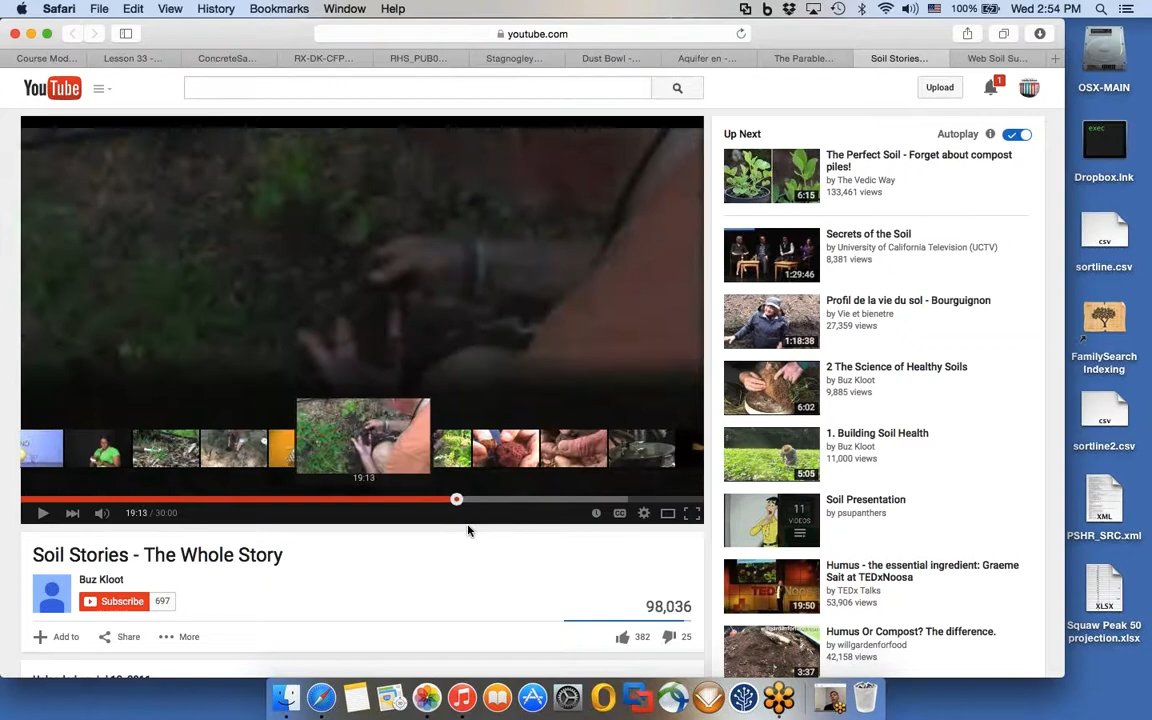 Safari File Edit View History Bookmarks Window Help 100% Wed 2:54 PM
youtube.com
Course Mod... Lesson 33 -... ConcreteSa... RX-DK-CFP... RHS_PUB0... Stagnogley... Dust Bowl -... Aquifer en -... The Parable... Soil Stories... Web Soil Su...
YouTube Upload 1
Up Next Autoplay
The Perfect Soil - Forget about compost
piles!
by The Vedic Way
133,461 views
6:15
Secrets of the Soil
by University of California Television (UCTV)
8,381 views
1:29:46
Profil de la vie du sol - Bourguignon
by Vie et bienetre
27,359 views
1:18:38
2 The Science of Healthy Soils
by Buz Kloot
9,885 views
6:02
1. Building Soil Health
by Buz Kloot
11,000 views
5:05
Soil Presentation
by psupanthers
11
VIDEOS
Humus - the essential ingredient: Graeme
Sait at TEDxNoosa
by TEDx Talks
53,906 views
19:50
Humus Or Compost? The difference.
by willgardenforfood
42,158 views
3:37
19:13
19:13 / 30:00
CC
Soil Stories - The Whole Story
Buz Kloot
Subscribe 697
98,036
Add to Share More 382 25
OSX-MAIN
exec
Dropbox.lnk
csv
sortline.csv
FamilySearch
Indexing
csv
sortline2.csv
XML
PSHR_SRC.xml
XLSX
Squaw Peak 50
projection.xlsx